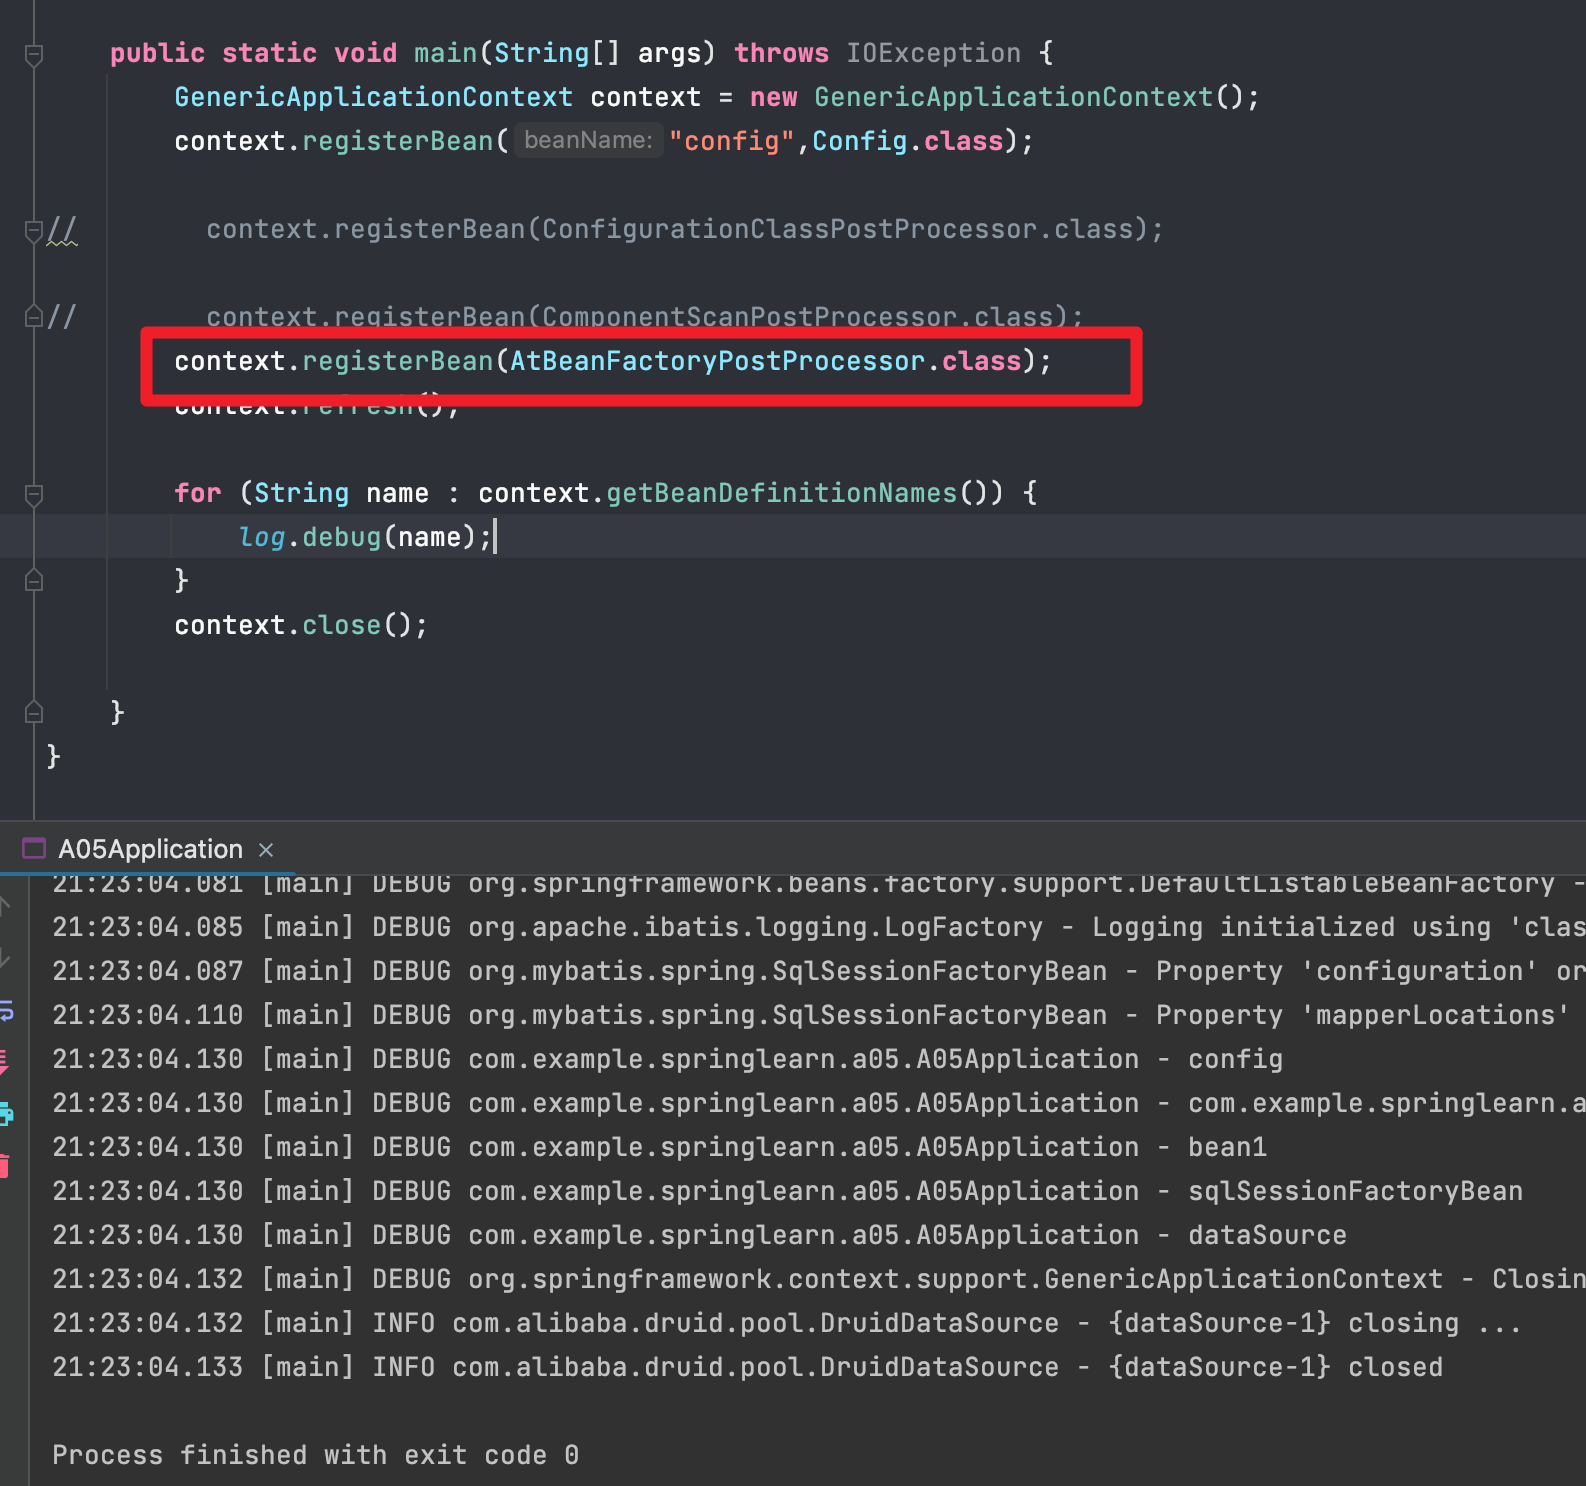 public static void main(String[] args) throws IOException {
GenericApplicationContext context = new GenericApplicationContext();
context.registerBean( beanName: "config",Config.class);
// context.registerBean(ConfigurationClassPostProcessor.class);
// context.registerBean(ComponentScanPostProcessor.class);
context.registerBean(AtBeanFactoryPostProcessor.class);
context.refresh();
for (String name : context.getBeanDefinitionNames()) {
log.debug(name);
}
context.close();
}
}
A05Application ×
21:23:04.081 [main] DEBUG org.springframework.beans.factory.support.DefaultListableBeanFactory -
21:23:04.085 [main] DEBUG org.apache.ibatis.logging.LogFactory - Logging initialized using 'clas
21:23:04.087 [main] DEBUG org.mybatis.spring.SqlSessionFactoryBean - Property 'configuration' or
21:23:04.110 [main] DEBUG org.mybatis.spring.SqlSessionFactoryBean - Property 'mapperLocations'
21:23:04.130 [main] DEBUG com.example.springlearn.a05.A05Application - config
21:23:04.130 [main] DEBUG com.example.springlearn.a05.A05Application - com.example.springlearn.a
21:23:04.130 [main] DEBUG com.example.springlearn.a05.A05Application - bean1
21:23:04.130 [main] DEBUG com.example.springlearn.a05.A05Application - sqlSessionFactoryBean
21:23:04.130 [main] DEBUG com.example.springlearn.a05.A05Application - dataSource
21:23:04.132 [main] DEBUG org.springframework.context.support.GenericApplicationContext - Closin
21:23:04.132 [main] INFO com.alibaba.druid.pool.DruidDataSource - {dataSource-1} closing ...
21:23:04.133 [main] INFO com.alibaba.druid.pool.DruidDataSource - {dataSource-1} closed
Process finished with exit code 0